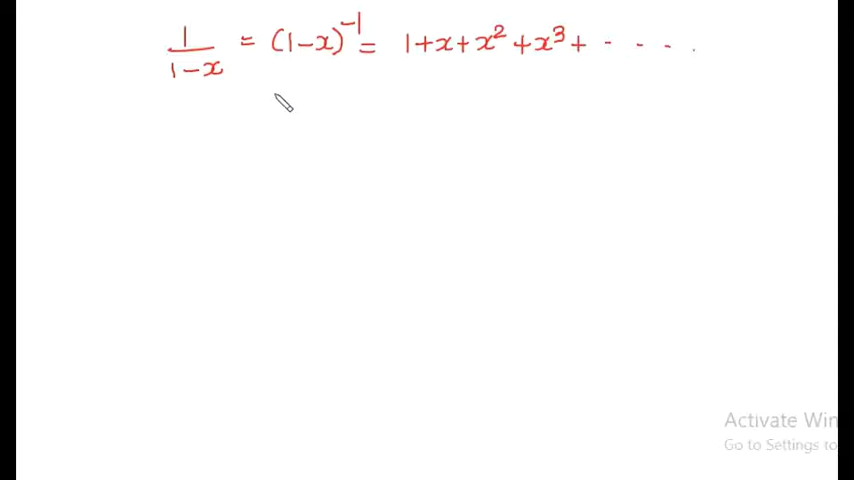 1/(1-x) = (1-x)^-1 = 1+x+x^2+x^3+ - - - .
Activate Win
Go to Settings to